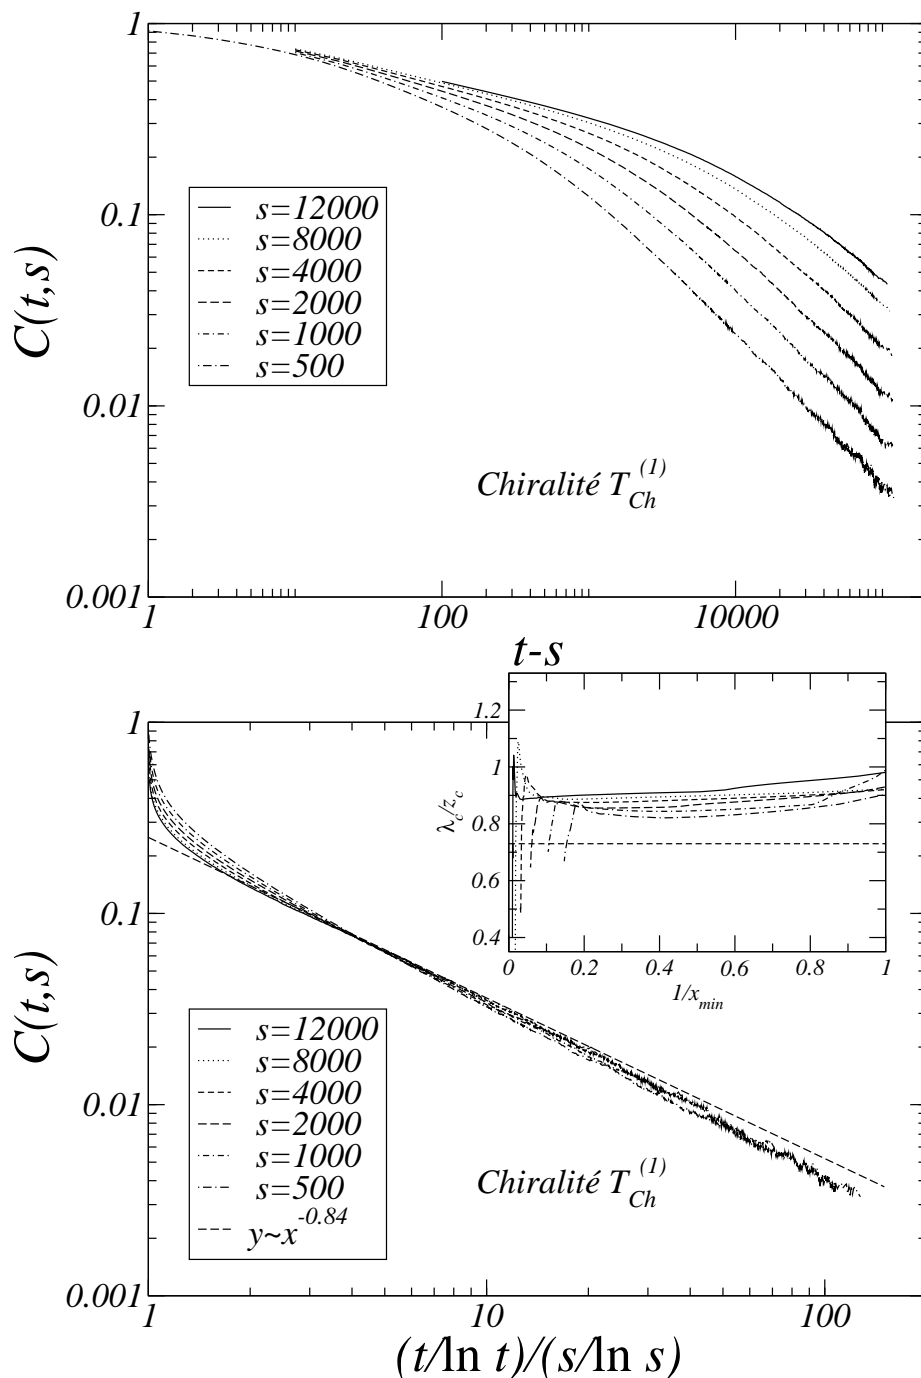 1
0.1
0.01
0.001
C(t,s)
s=12000
s=8000
s=4000
s=2000
s=1000
s=500
Chiralité T_Ch^(1)
1 100 10000
t-s
1
0.1
0.01
0.001
C(t,s)
1.2
1
0.8
0.6
0.4
λ_c/z_c
0 0.2 0.4 0.6 0.8 1
1/x_min
s=12000
s=8000
s=4000
s=2000
s=1000
s=500
y~x^-0.84
Chiralité T_Ch^(1)
1 10 100
(t/ln t)/(s/ln s)